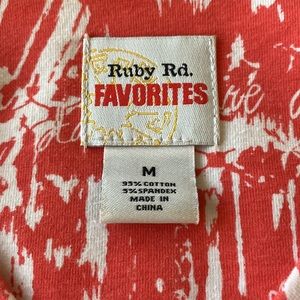 Ruby Rd.
FAVORITES
M
95% COTTON
5% SPANDEX
MADE IN
CHINA